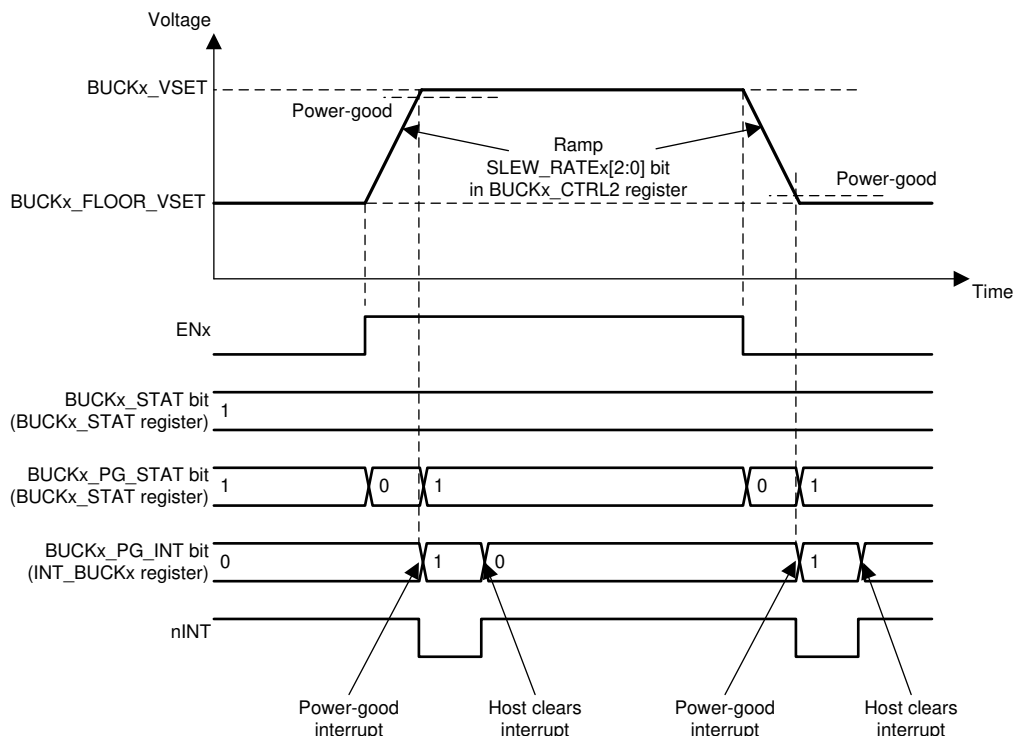 Voltage
BUCKx_VSET
Power-good
Ramp
SLEW_RATEx[2:0] bit
in BUCKx_CTRL2 register
Power-good
BUCKx_FLOOR_VSET
Time
ENx
BUCKx_STAT bit
(BUCKx_STAT register)
1
BUCKx_PG_STAT bit
(BUCKx_STAT register)
1 0 1 0 1
BUCKx_PG_INT bit
(INT_BUCKx register)
0 1 0 1
nINT
Power-good
interrupt
Host clears
interrupt
Power-good
interrupt
Host clears
interrupt